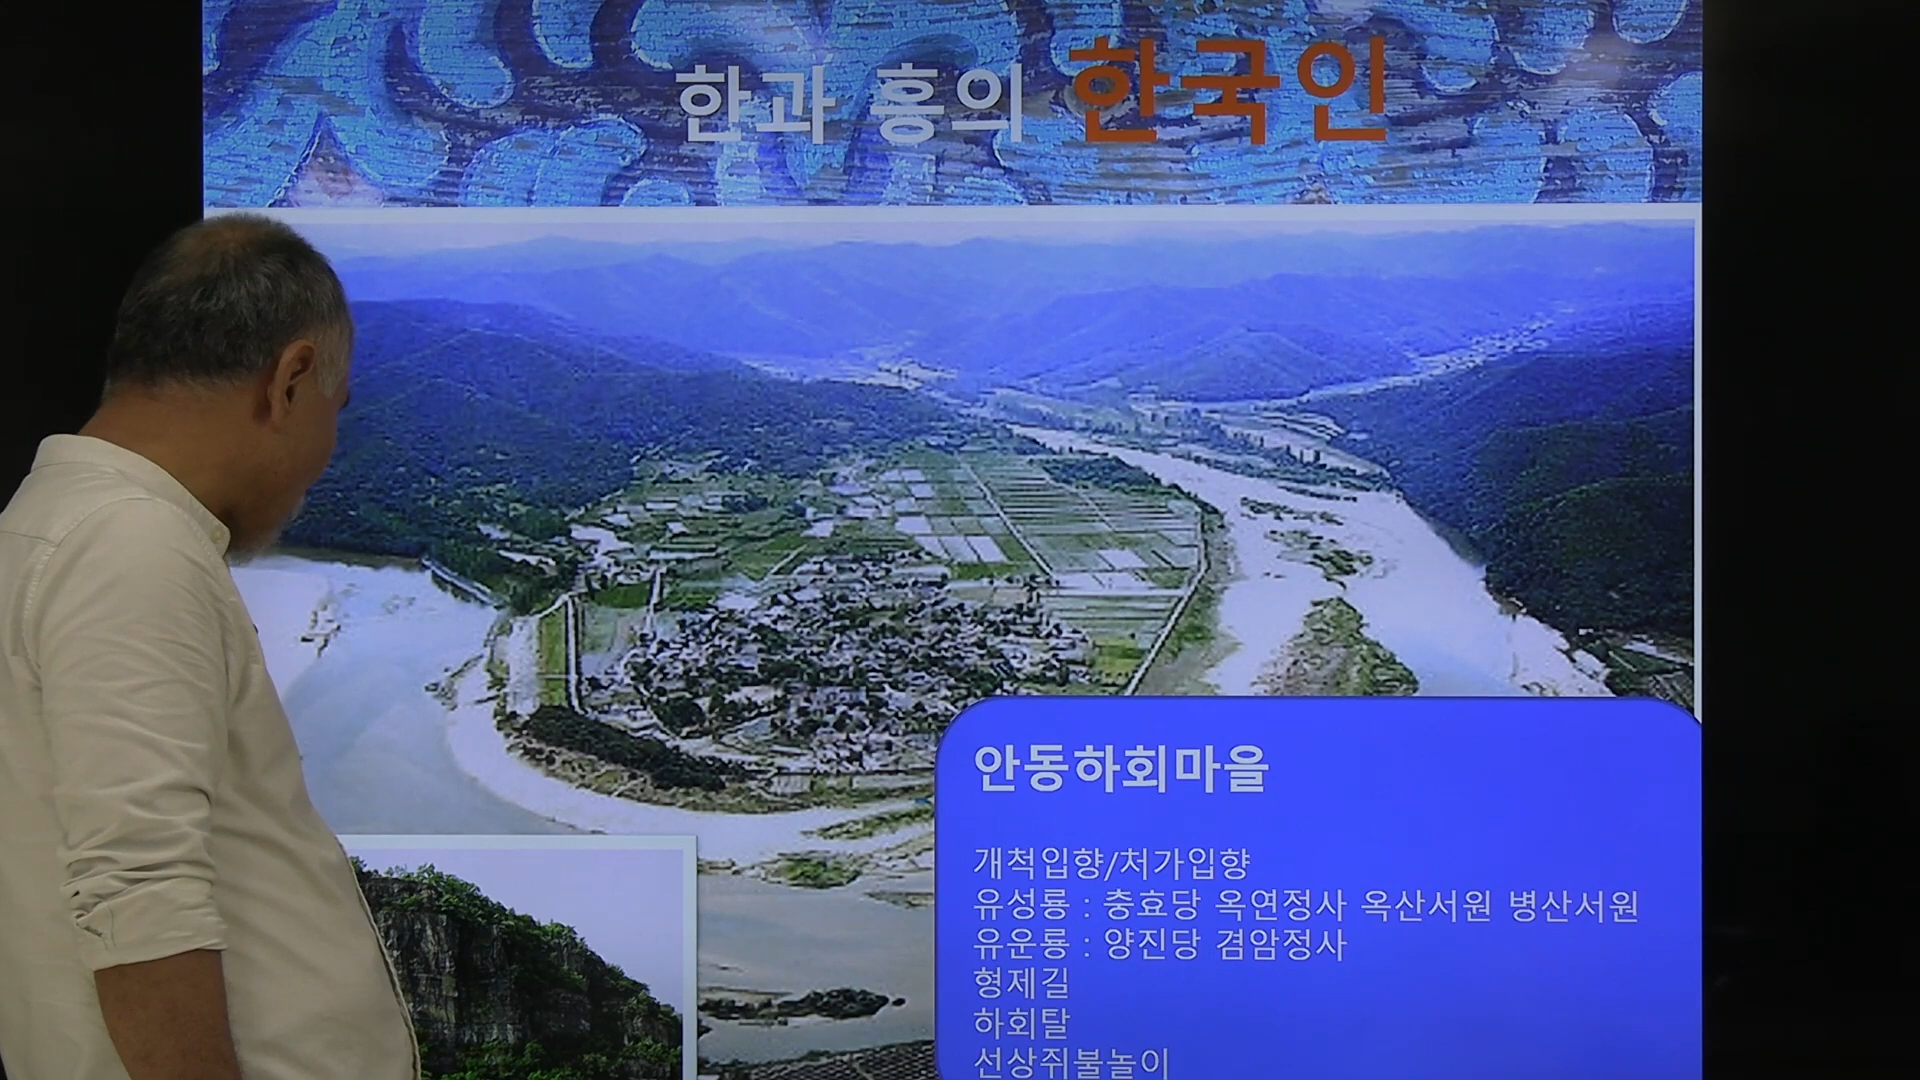 한과 흥의 한국인
안동하회마을
개척입향/처가입향
유성룡 : 충효당 옥연정사 옥산서원 병산서원
유운룡 : 양진당 겸암정사
형제길
하회탈
선상쥐불놀이